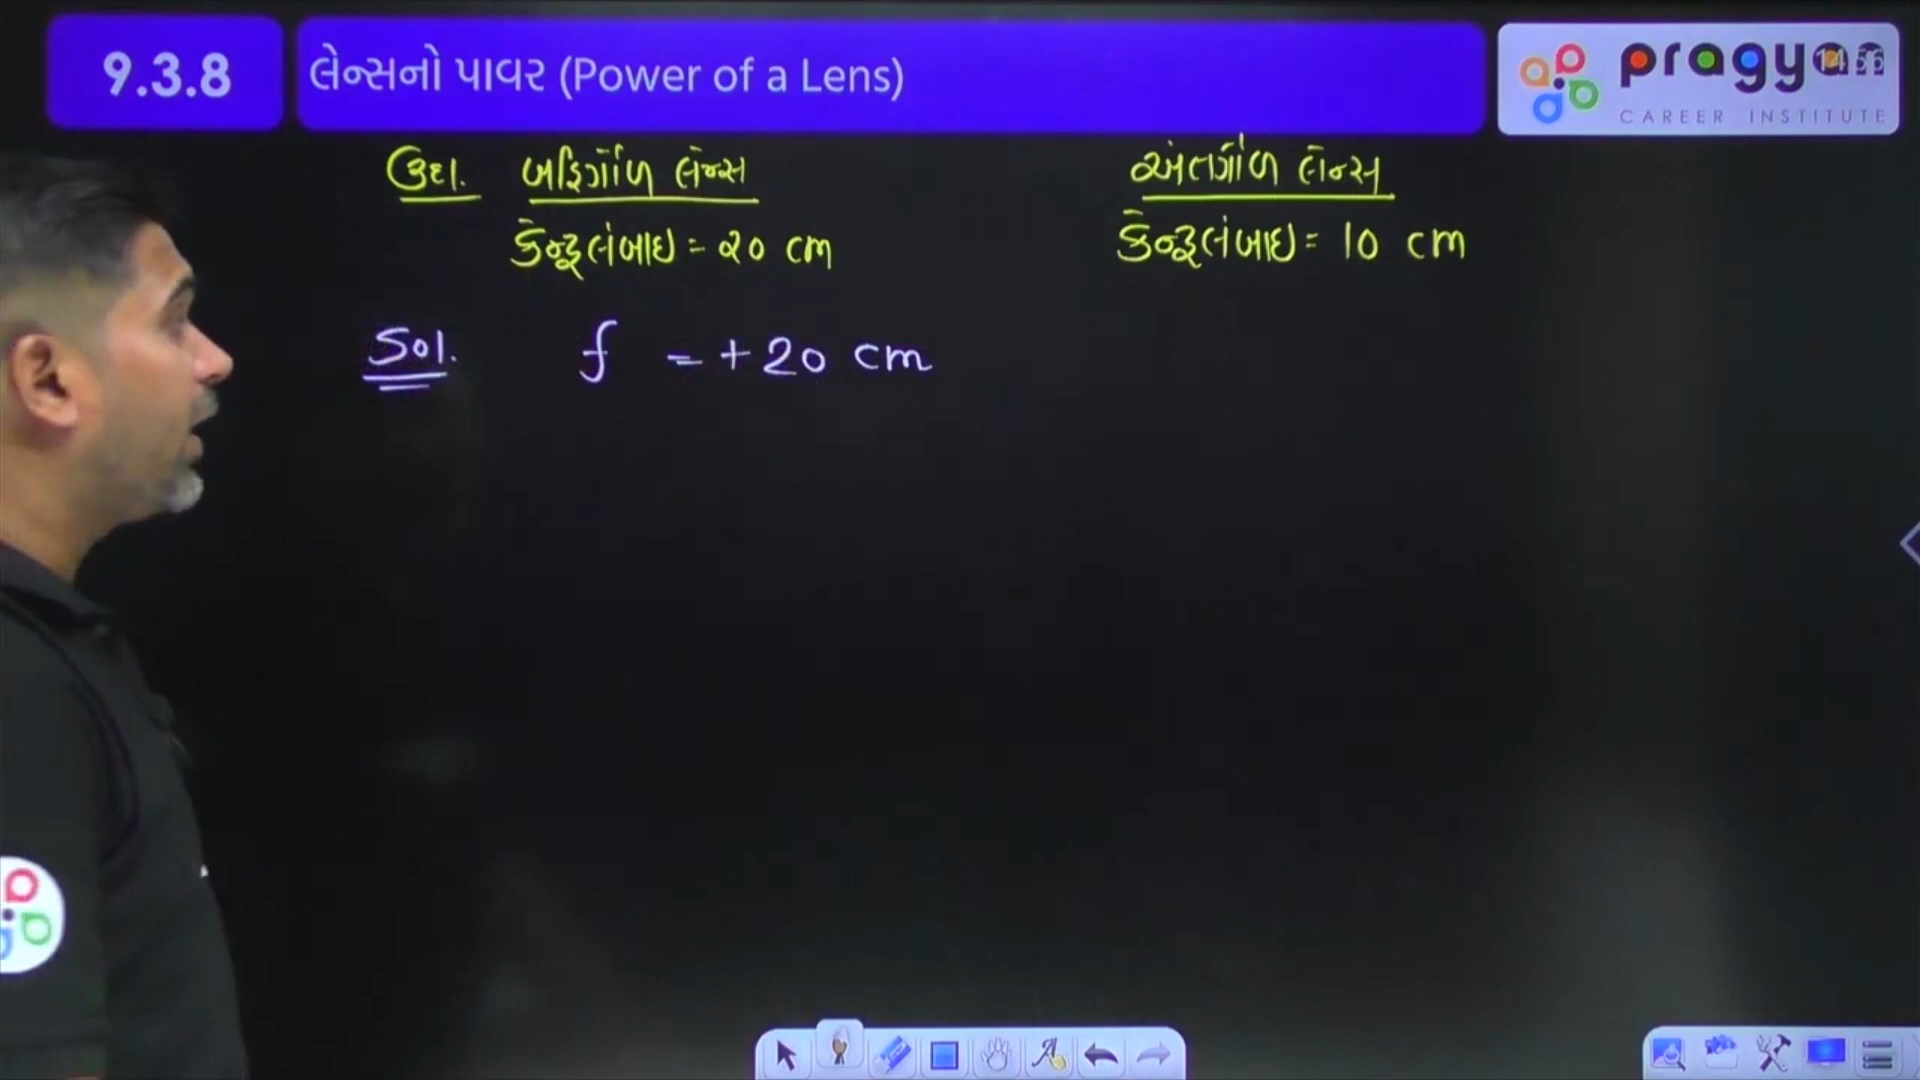 9.3.8
લેન્સનો પાવર (Power of a Lens)
pragyan
CAREER INSTITUTE
ઉદા. બહિર્ગોળ લેન્સ
કેન્દ્રલંબાઇ = ૨૦ cm
અંતર્ગોળ લેન્સ
કેન્દ્રલંબાઇ = 10 cm
Sol. f = +20 cm